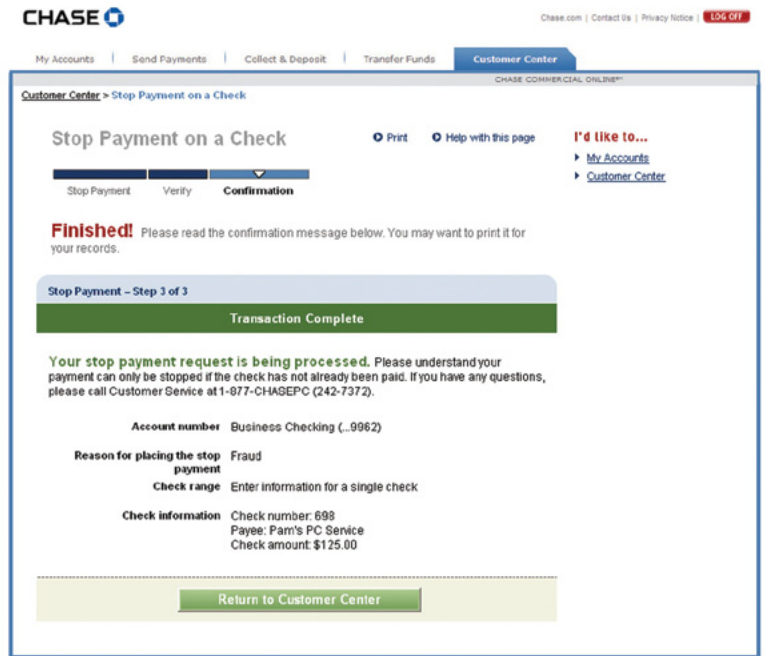 CHASE
Chase.com | Contact Us | Privacy Notice | LOG OFF
My Accounts | Send Payments | Collect & Deposit | Transfer Funds Customer Center
CHASE COMMERCIAL ONLINE℠
Customer Center > Stop Payment on a Check
Stop Payment on a Check Print Help with this page
I'd like to...
My Accounts
Customer Center
Stop Payment Verify Confirmation
Finished! Please read the confirmation message below. You may want to print it for
your records.
Stop Payment – Step 3 of 3
Transaction Complete
Your stop payment request is being processed. Please understand your
payment can only be stopped if the check has not already been paid. If you have any questions,
please call Customer Service at 1-877-CHASEPC (242-7372).
Account number Business Checking (...9962)
Reason for placing the stop Fraud
payment
Check range Enter information for a single check
Check information Check number: 698
Payee: Pam's PC Service
Check amount: $125.00
Return to Customer Center